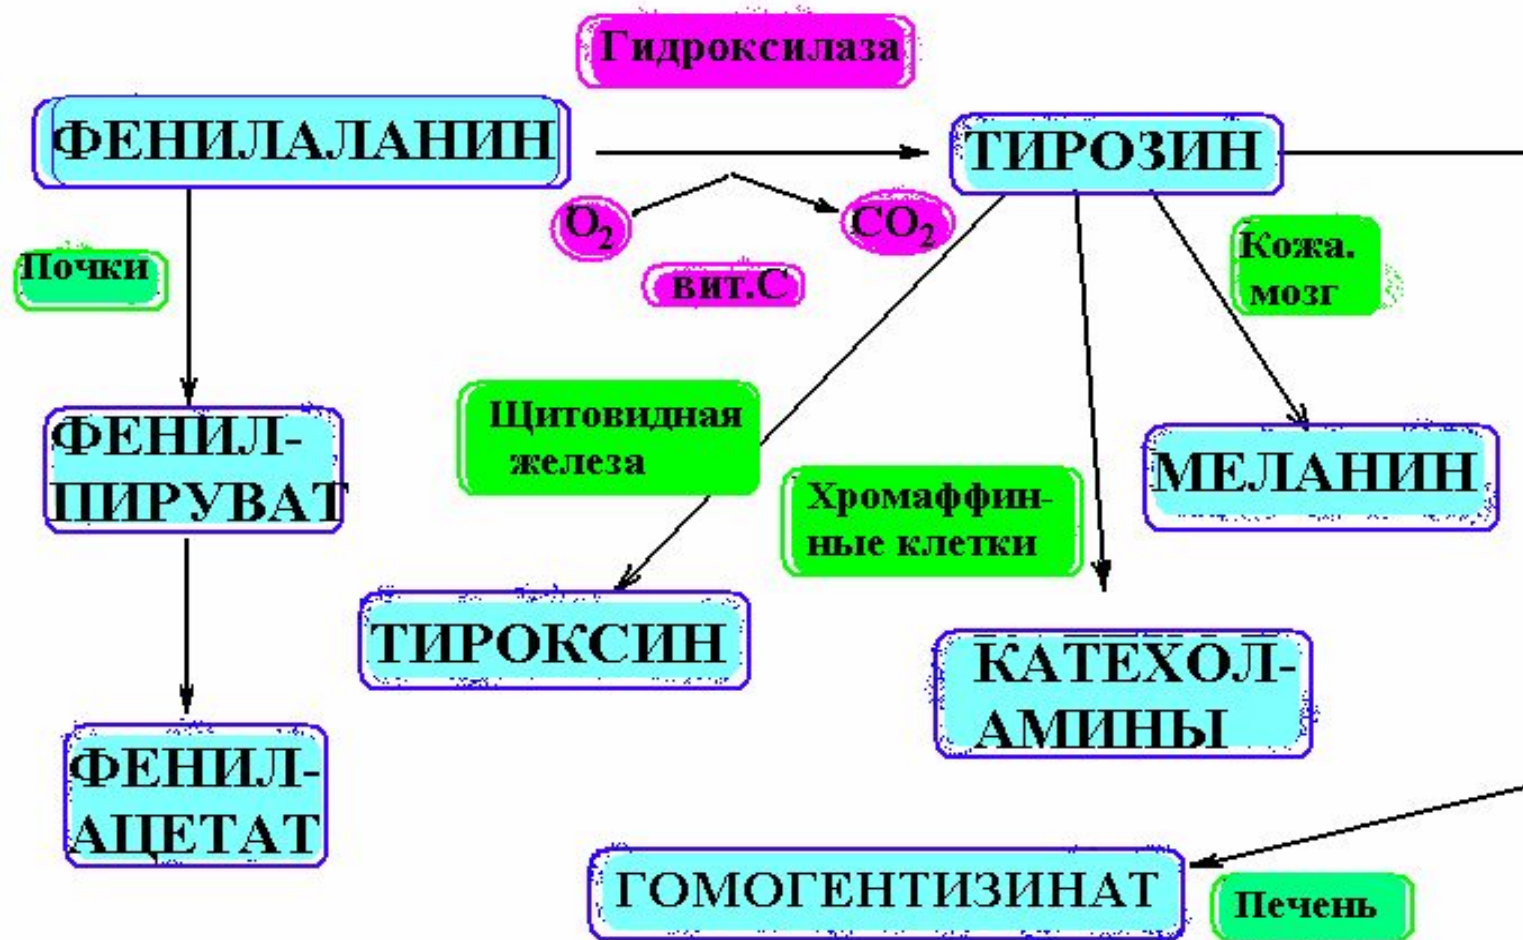 Гидроксилаза
ФЕНИЛАЛАНИН
ТИРОЗИН
O₂
CO₂
вит.С
Почки
Кожа.
мозг
ФЕНИЛ-
ПИРУВАТ
Щитовидная
железа
Хромаффин-
ные клетки
МЕЛАНИН
ТИРОКСИН
КАТЕХОЛ-
АМИНЫ
ФЕНИЛ-
АЦЕТАТ
ГОМОГЕНТИЗИНАТ
Печень